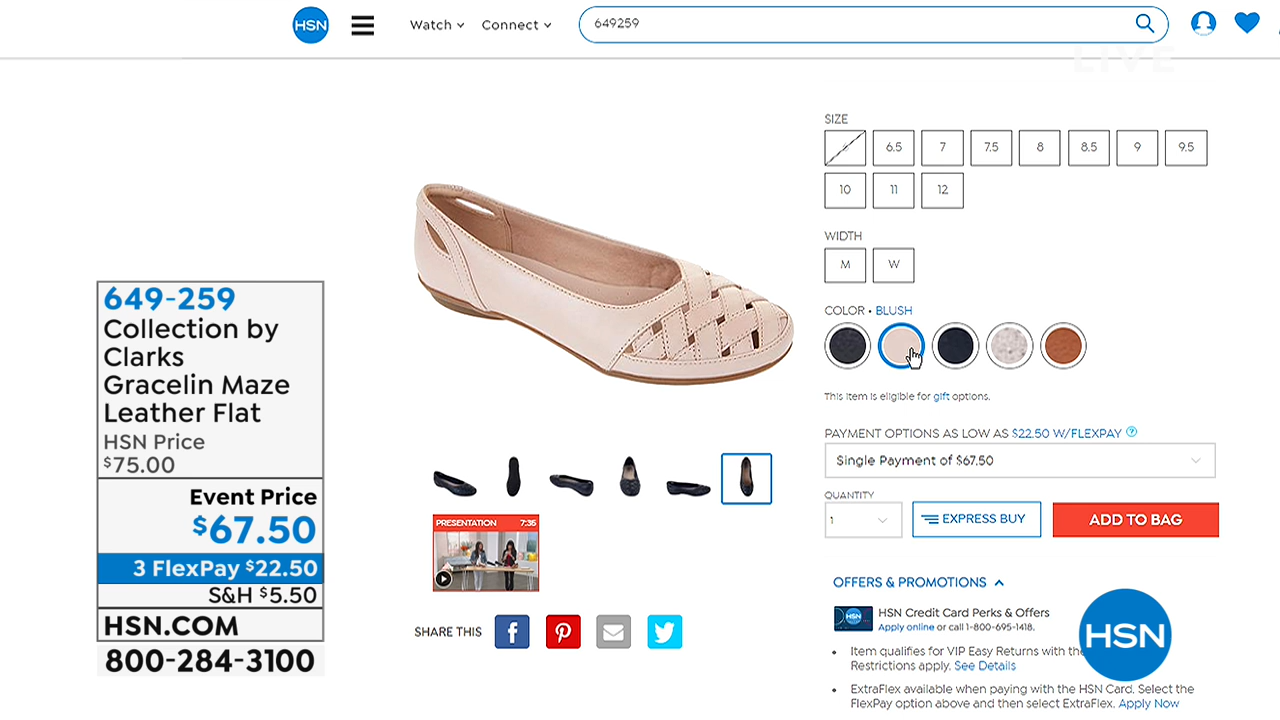 HSN
Watch
Connect
649259
LIVE
SIZE
6
6.5
7
7.5
8
8.5
9
9.5
10
11
12
WIDTH
M
W
COLOR • BLUSH
This item is eligible for gift options.
PAYMENT OPTIONS AS LOW AS $22.50 W/FLEXPAY ?
Single Payment of $67.50
QUANTITY
1
EXPRESS BUY
ADD TO BAG
OFFERS & PROMOTIONS
HSN
HSN Credit Card Perks & Offers
Apply online or call 1-800-695-1418.
• Item qualifies for VIP Easy Returns with the
Restrictions apply. See Details
• ExtraFlex available when paying with the HSN Card. Select the
FlexPay option above and then select ExtraFlex. Apply Now
HSN
649-259
Collection by
Clarks
Gracelin Maze
Leather Flat
HSN Price
$75.00
Event Price
$67.50
3 FlexPay $22.50
S&H $5.50
HSN.COM
800-284-3100
PRESENTATION 7:35
SHARE THIS